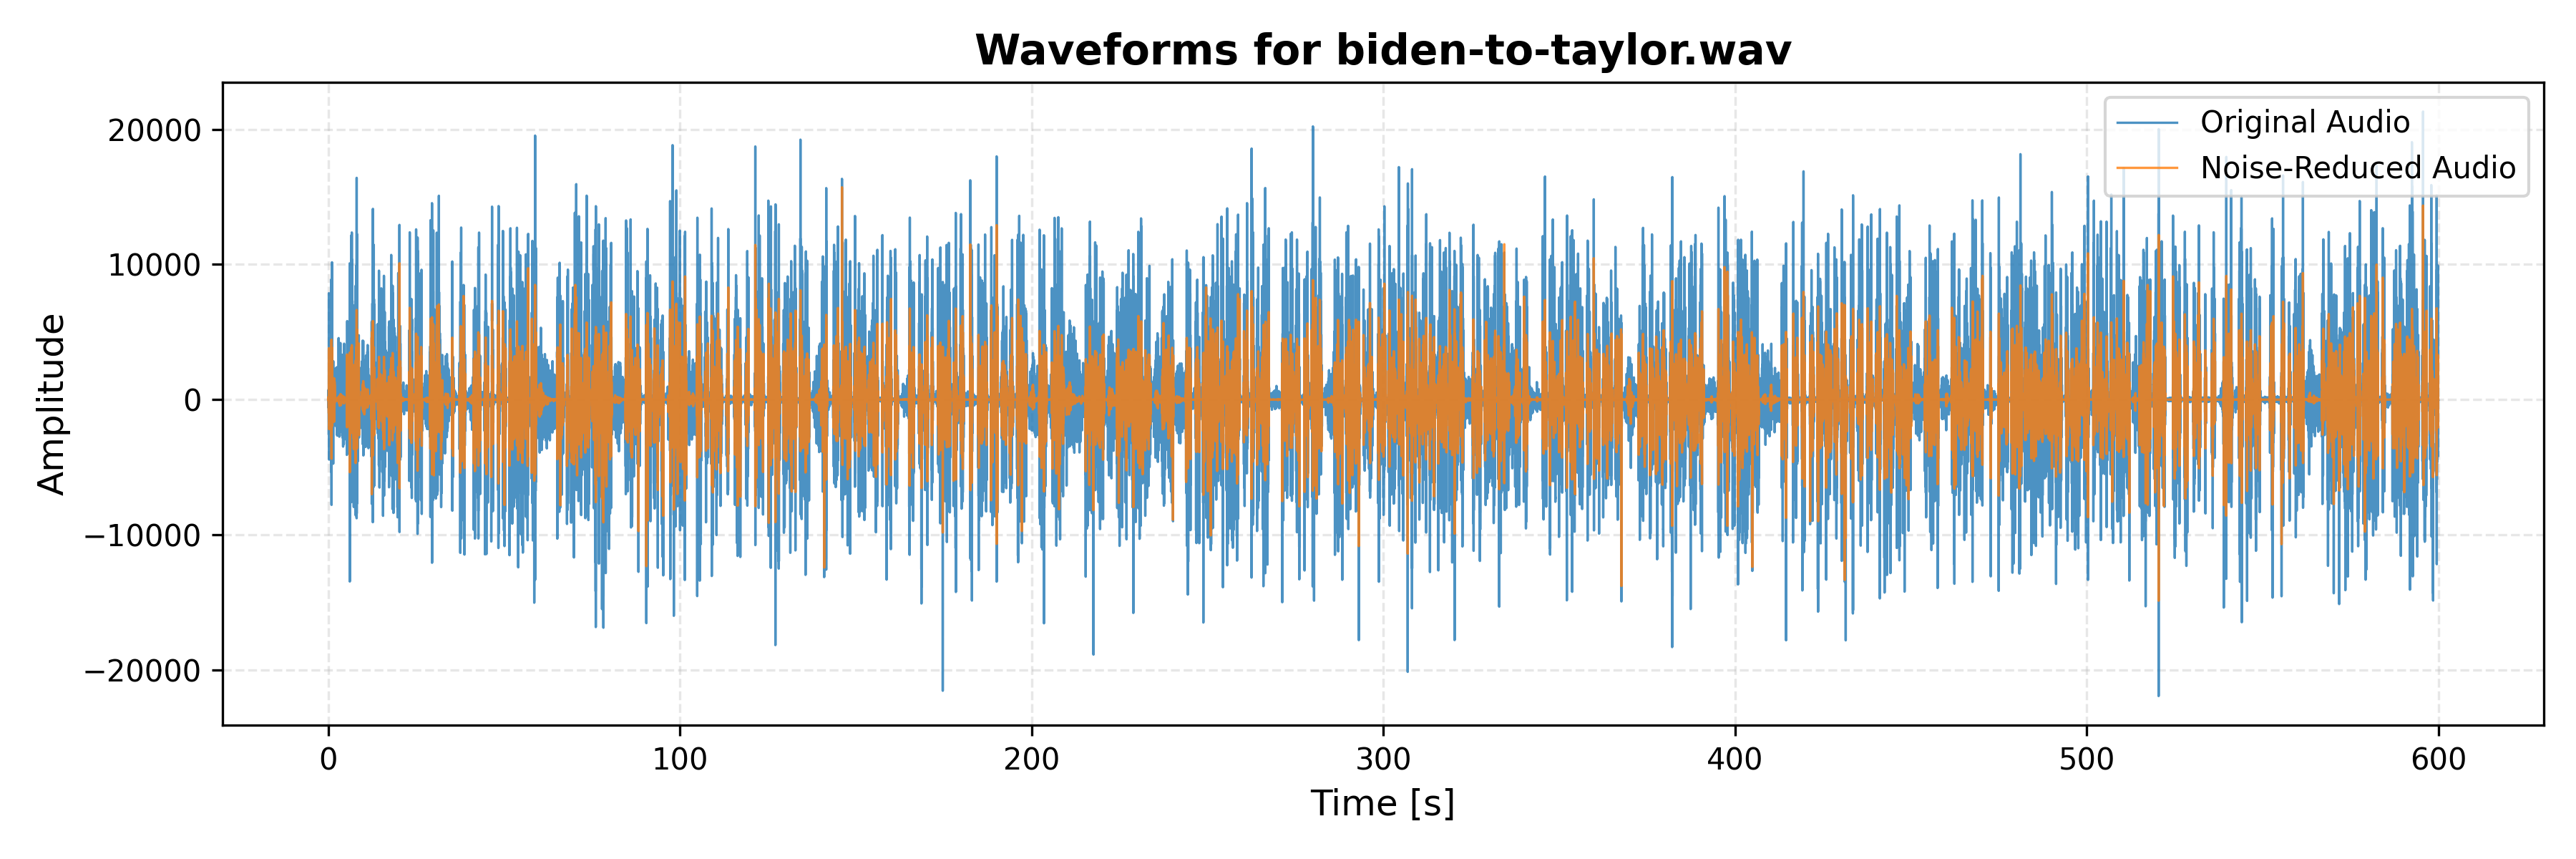 Waveforms for biden-to-taylor.wav
Original Audio
Noise-Reduced Audio
Amplitude
20000
10000
0
−10000
−20000
0 100 200 300 400 500 600
Time [s]